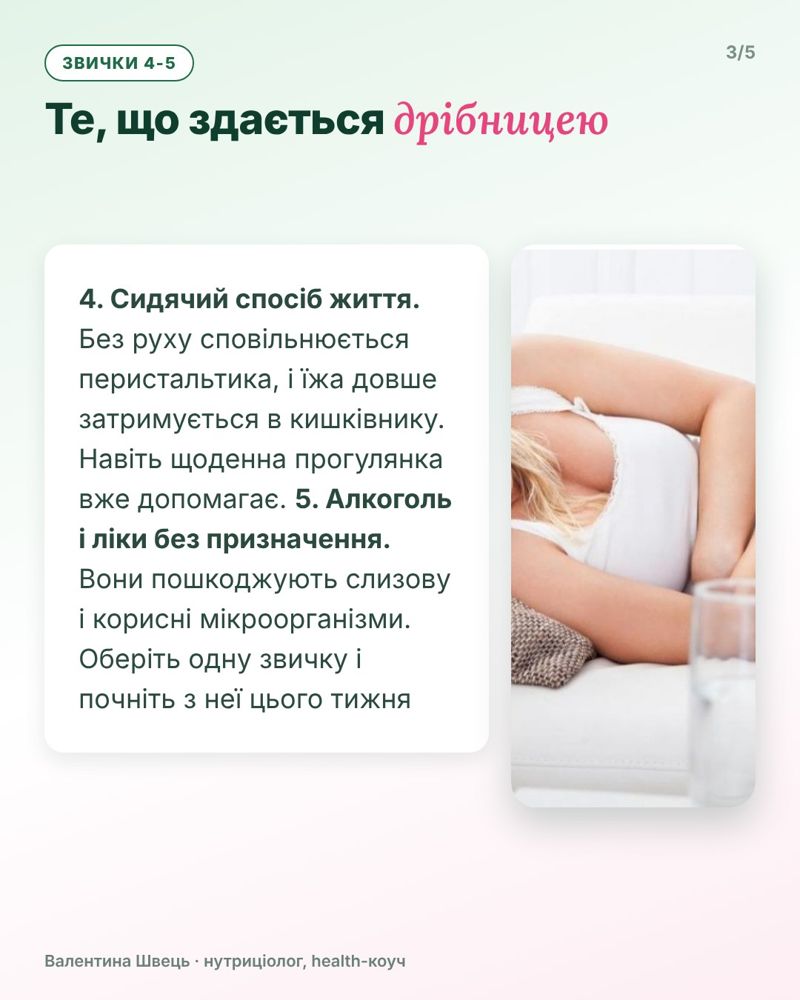 ЗВИЧКИ 4-5
3/5
Те, що здається дрібницею
4. Сидячий спосіб життя.
Без руху сповільнюється
перистальтика, і їжа довше
затримується в кишківнику.
Навіть щоденна прогулянка
вже допомагає. 5. Алкоголь
і ліки без призначення.
Вони пошкоджують слизову
і корисні мікроорганізми.
Оберіть одну звичку і
почніть з неї цього тижня
Валентина Швець · нутриціолог, health-коуч